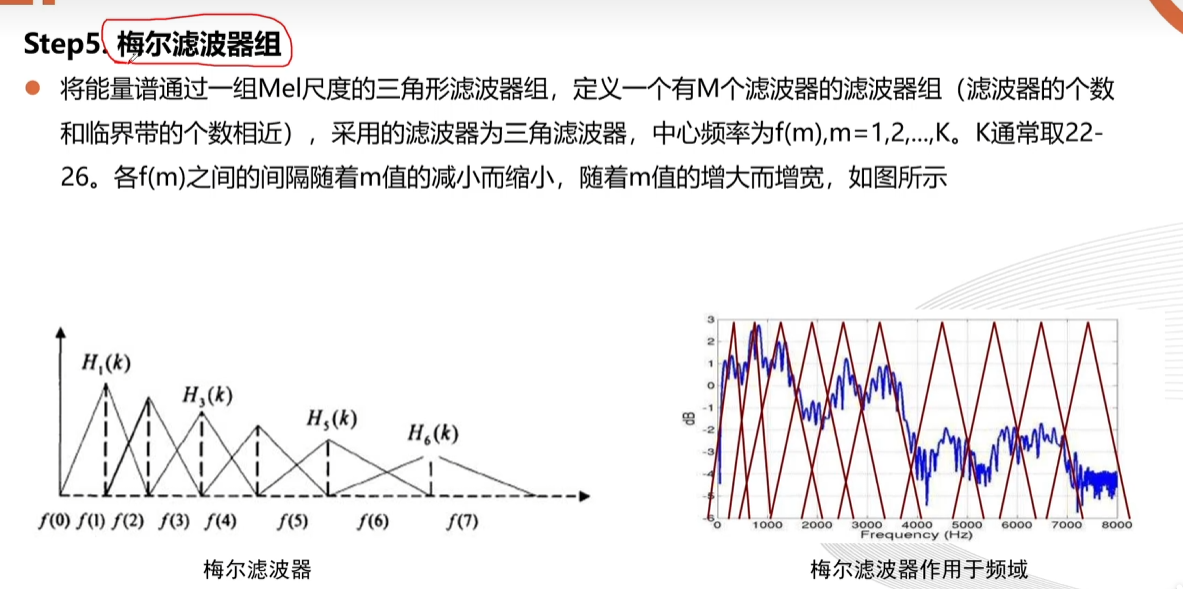 Step5. 梅尔滤波器组
将能量谱通过一组Mel尺度的三角形滤波器组，定义一个有M个滤波器的滤波器组（滤波器的个数
和临界带的个数相近），采用的滤波器为三角滤波器，中心频率为f(m),m=1,2,...,K。K通常取22-
26。各f(m)之间的间隔随着m值的减小而缩小，随着m值的增大而增宽，如图所示
H₁(k)
H₃(k)
H₅(k)
H₆(k)
f(0) f(1) f(2) f(3) f(4) f(5) f(6) f(7)
梅尔滤波器
3
2
1
0
-1
-2
-3
-4
-5
-6
dB
0 1000 2000 3000 4000 5000 6000 7000 8000
Frequency (Hz)
梅尔滤波器作用于频域